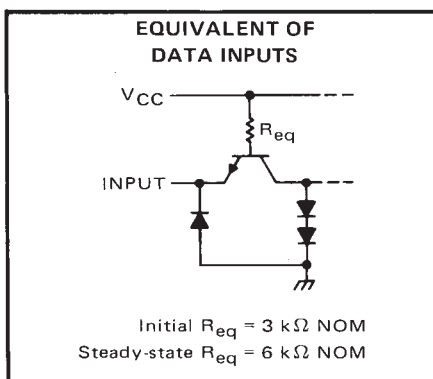 EQUIVALENT OF
DATA INPUTS
VCC
Req
INPUT
Initial Req = 3 kΩ NOM
Steady-state Req = 6 kΩ NOM